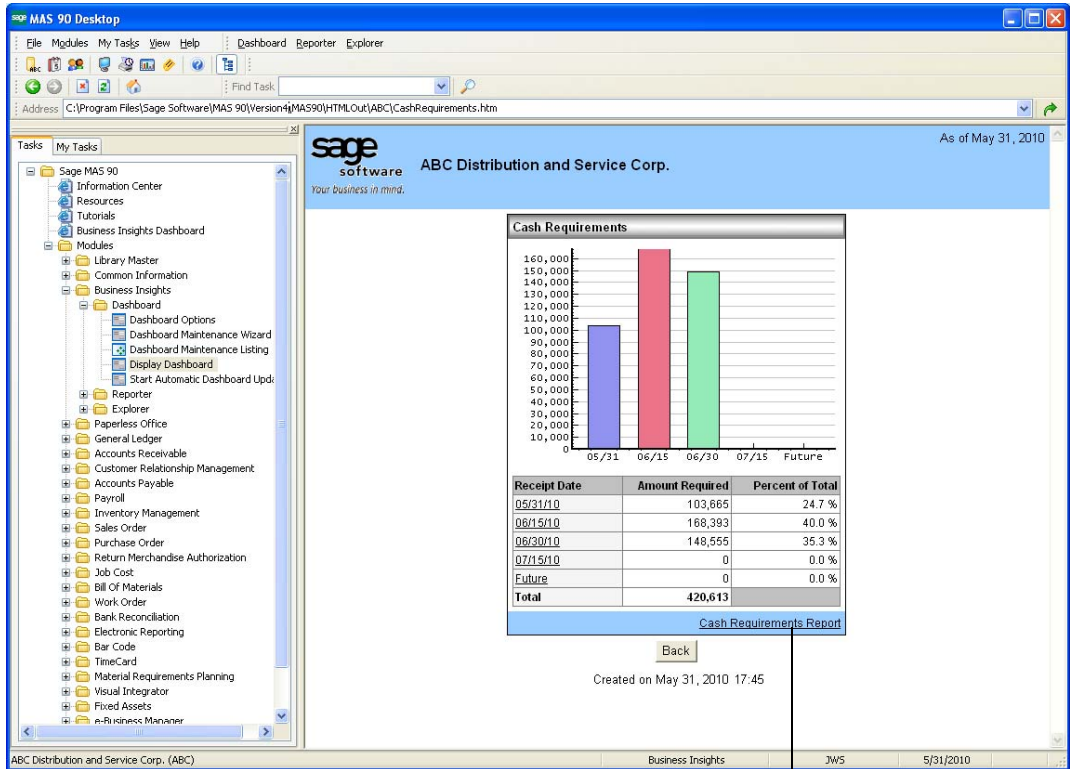 sage MAS 90 Desktop
File Modules My Tasks View Help Dashboard Reporter Explorer
ABC
Find Task
Address C:\Program Files\Sage Software\MAS 90\Version4\MAS90\HTMLOut\ABC\CashRequirements.htm
Tasks My Tasks
Sage MAS 90
Information Center
Resources
Tutorials
Business Insights Dashboard
Modules
Library Master
Common Information
Business Insights
Dashboard
Dashboard Options
Dashboard Maintenance Wizard
Dashboard Maintenance Listing
Display Dashboard
Start Automatic Dashboard Upda
Reporter
Explorer
Paperless Office
General Ledger
Accounts Receivable
Customer Relationship Management
Accounts Payable
Payroll
Inventory Management
Sales Order
Purchase Order
Return Merchandise Authorization
Job Cost
Bill Of Materials
Work Order
Bank Reconciliation
Electronic Reporting
Bar Code
TimeCard
Material Requirements Planning
Visual Integrator
Fixed Assets
e-Business Manager
sage
software
Your business in mind.
ABC Distribution and Service Corp.
As of May 31, 2010
Cash Requirements
160,000
150,000
140,000
130,000
120,000
110,000
100,000
90,000
80,000
70,000
60,000
50,000
40,000
30,000
20,000
10,000
0
05/31 06/15 06/30 07/15 Future
Receipt Date Amount Required Percent of Total
05/31/10 103,665 24.7 %
06/15/10 168,393 40.0 %
06/30/10 148,555 35.3 %
07/15/10 0 0.0 %
Future 0 0.0 %
Total 420,613
Cash Requirements Report
Back
Created on May 31, 2010 17:45
ABC Distribution and Service Corp. (ABC) Business Insights JWS 5/31/2010